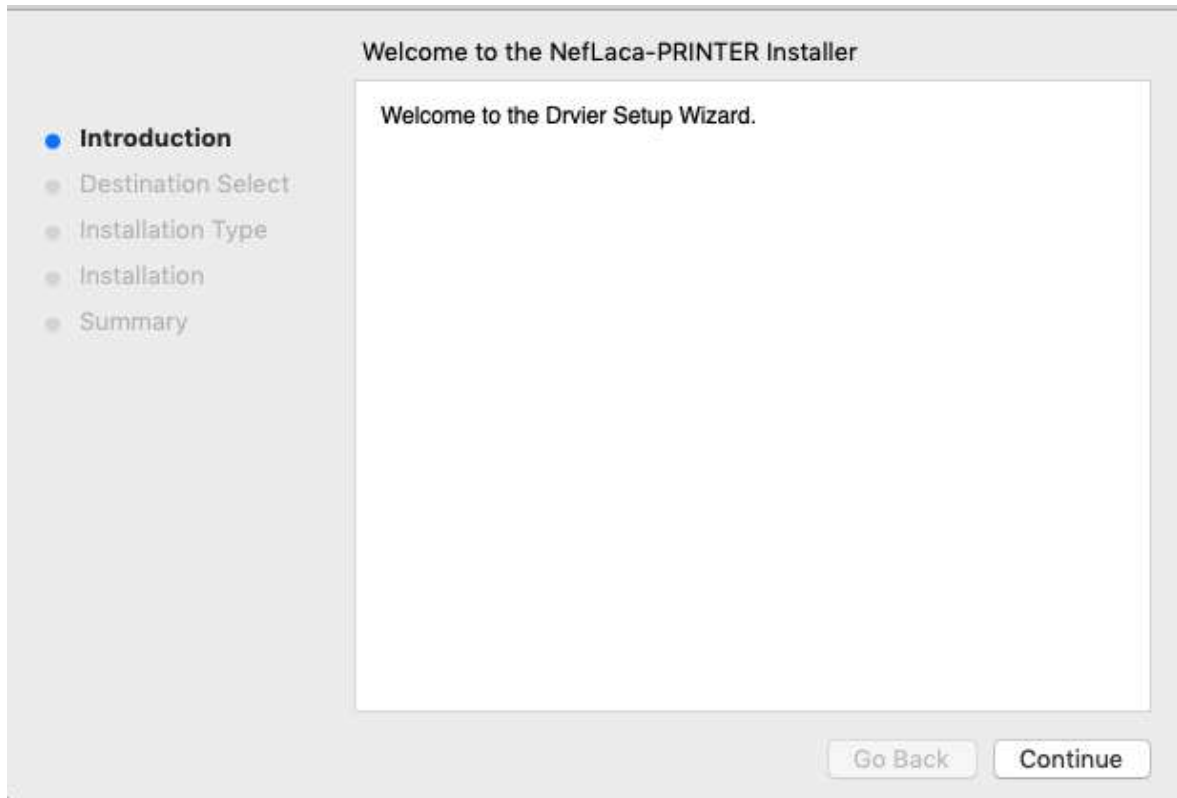 Welcome to the NefLaca-PRINTER Installer
Introduction
Destination Select
Installation Type
Installation
Summary
Welcome to the Drvier Setup Wizard.
Go Back
Continue